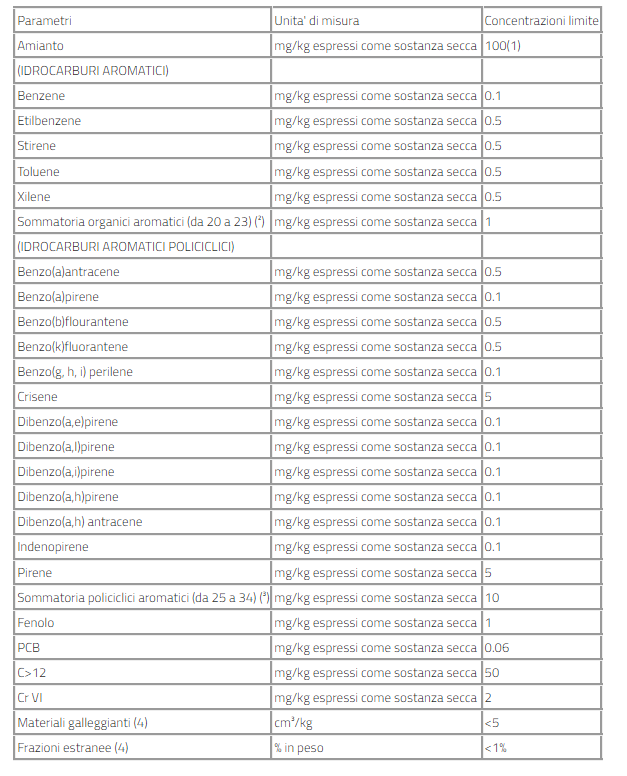 Parametri Unita' di misura Concentrazioni limite
Amianto mg/kg espressi come sostanza secca 100(1)
(IDROCARBURI AROMATICI)
Benzene mg/kg espressi come sostanza secca 0.1
Etilbenzene mg/kg espressi come sostanza secca 0.5
Stirene mg/kg espressi come sostanza secca 0.5
Toluene mg/kg espressi come sostanza secca 0.5
Xilene mg/kg espressi come sostanza secca 0.5
Sommatoria organici aromatici (da 20 a 23) (²) mg/kg espressi come sostanza secca 1
(IDROCARBURI AROMATICI POLICICLICI)
Benzo(a)antracene mg/kg espressi come sostanza secca 0.5
Benzo(a)pirene mg/kg espressi come sostanza secca 0.1
Benzo(b)flourantene mg/kg espressi come sostanza secca 0.5
Benzo(k)fluorantene mg/kg espressi come sostanza secca 0.5
Benzo(g, h, i) perilene mg/kg espressi come sostanza secca 0.1
Crisene mg/kg espressi come sostanza secca 5
Dibenzo(a,e)pirene mg/kg espressi come sostanza secca 0.1
Dibenzo(a,l)pirene mg/kg espressi come sostanza secca 0.1
Dibenzo(a,i)pirene mg/kg espressi come sostanza secca 0.1
Dibenzo(a,h)pirene mg/kg espressi come sostanza secca 0.1
Dibenzo(a,h) antracene mg/kg espressi come sostanza secca 0.1
Indenopirene mg/kg espressi come sostanza secca 0.1
Pirene mg/kg espressi come sostanza secca 5
Sommatoria policiclici aromatici (da 25 a 34) (³) mg/kg espressi come sostanza secca 10
Fenolo mg/kg espressi come sostanza secca 1
PCB mg/kg espressi come sostanza secca 0.06
C>12 mg/kg espressi come sostanza secca 50
Cr VI mg/kg espressi come sostanza secca 2
Materiali galleggianti (4) cm³/kg <5
Frazioni estranee (4) % in peso <1%